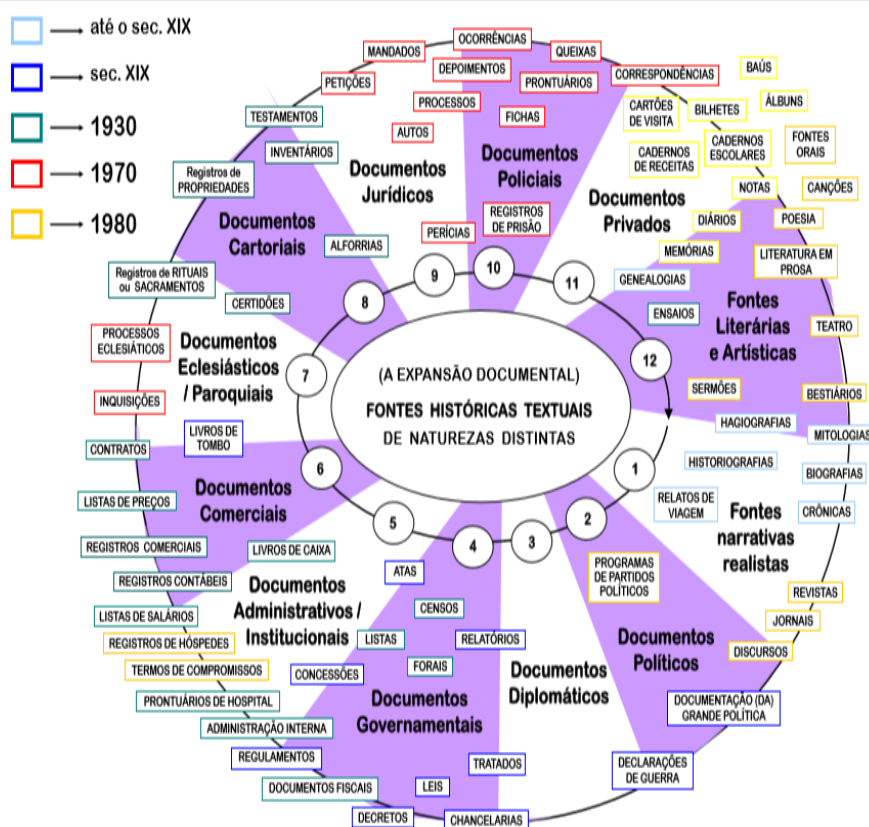 até o sec. XIX
sec. XIX
1930
1970
1980
OCORRÊNCIAS
MANDADOS
QUEIXAS
PETIÇÕES
DEPOIMENTOS
PRONTUÁRIOS
CORRESPONDÊNCIAS
BAÚS
PROCESSOS
FICHAS
CARTÕES
DE VISITA
BILHETES
ÁLBUNS
TESTAMENTOS
AUTOS
INVENTÁRIOS
CADERNOS
ESCOLARES
FONTES
ORAIS
CADERNOS
DE RECEITAS
Documentos
Jurídicos
Documentos
Policiais
Documentos
Privados
Registros de
PROPRIEDADES
NOTAS
CANÇÕES
Documentos
Cartoriais
ALFORRIAS
PERÍCIAS
REGISTROS
DE PRISÃO
DIÁRIOS
POESIA
MEMÓRIAS
LITERATURA EM
PROSA
Registros de RITUAIS
ou SACRAMENTOS
CERTIDÕES
GENEALOGIAS
ENSAIOS
Fontes
Literárias
e Artísticas
TEATRO
8
9
10
11
12
7
PROCESSOS
ECLESIÁTICOS
Documentos
Eclesiásticos
/ Paroquiais
(A EXPANSÃO DOCUMENTAL)
FONTES HISTÓRICAS TEXTUAIS
DE NATUREZAS DISTINTAS
SERMÕES
BESTIÁRIOS
INQUISIÇÕES
LIVROS DE
TOMBO
HAGIOGRAFIAS
MITOLOGIAS
CONTRATOS
6
1
HISTORIOGRAFIAS
BIOGRAFIAS
Documentos
Comerciais
LISTAS DE PREÇOS
RELATOS DE
VIAGEM
CRÔNICAS
5
4
3
2
Fontes
narrativas
realistas
REGISTROS COMERCIAIS
LIVROS DE CAIXA
ATAS
PROGRAMAS
DE PARTIDOS
POLÍTICOS
REGISTROS CONTÁBEIS
Documentos
Administrativos /
Institucionais
CENSOS
REVISTAS
LISTAS DE SALÁRIOS
LISTAS
RELATÓRIOS
JORNAIS
REGISTROS DE HÓSPEDES
FORAIS
Documentos
Políticos
DISCURSOS
TERMOS DE COMPROMISSOS
CONCESSÕES
Documentos
Diplomáticos
PRONTUÁRIOS DE HOSPITAL
Documentos
Governamentais
DOCUMENTAÇÃO (DA)
GRANDE POLÍTICA
ADMINISTRAÇÃO INTERNA
REGULAMENTOS
TRATADOS
DECLARAÇÕES
DE GUERRA
DOCUMENTOS FISCAIS
LEIS
DECRETOS
CHANCELARIAS